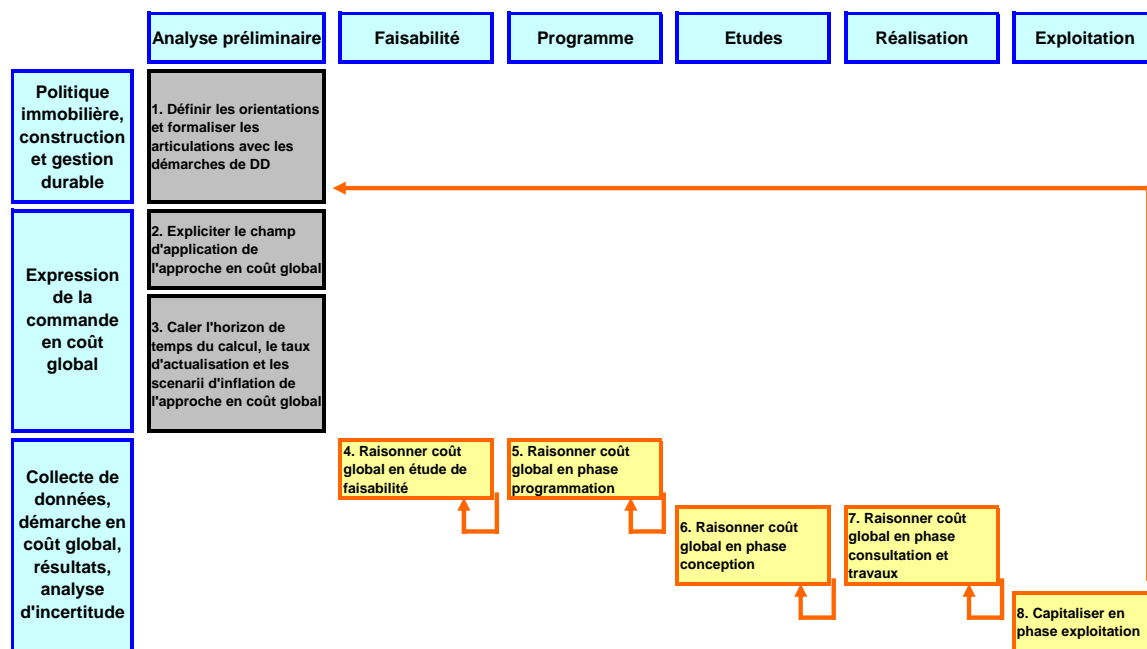 Analyse préliminaire
Faisabilité
Programme
Etudes
Réalisation
Exploitation
Politique
immobilière,
construction
et gestion
durable
1. Définir les orientations
et formaliser les
articulations avec les
démarches de DD
Expression
de la
commande
en coût
global
2. Expliciter le champ
d'application de
l'approche en coût global
3. Caler l'horizon de
temps du calcul, le taux
d'actualisation et les
scenarii d'inflation de
l'approche en coût global
Collecte de
données,
démarche en
coût global,
résultats,
analyse
d'incertitude
4. Raisonner coût
global en étude de
faisabilité
5. Raisonner coût
global en phase
programmation
6. Raisonner coût
global en phase
conception
7. Raisonner coût
global en phase
consultation et
travaux
8. Capitaliser en
phase exploitation